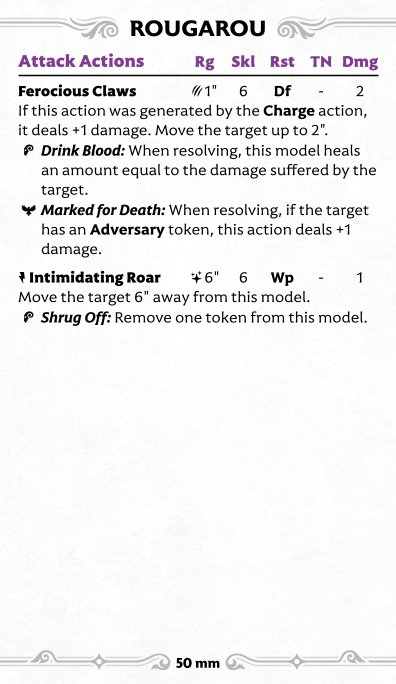 ROUGAROU
Attack Actions Rg Skl Rst TN Dmg
Ferocious Claws 1" 6 Df - 2
If this action was generated by the Charge action,
it deals +1 damage. Move the target up to 2".
Drink Blood: When resolving, this model heals
an amount equal to the damage suffered by the
target.
Marked for Death: When resolving, if the target
has an Adversary token, this action deals +1
damage.
Intimidating Roar 6" 6 Wp - 1
Move the target 6" away from this model.
Shrug Off: Remove one token from this model.
50 mm